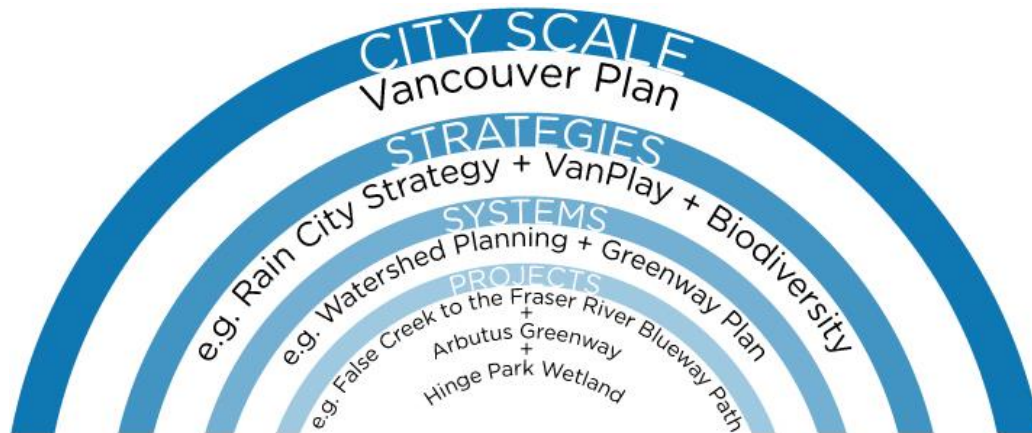 CITY SCALE
Vancouver Plan
STRATEGIES
e.g. Rain City Strategy + VanPlay + Biodiversity
SYSTEMS
e.g. Watershed Planning + Greenway Plan
PROJECTS
e.g. False Creek to the Fraser River Blueway Path
+
Arbutus Greenway
+
Hinge Park Wetland